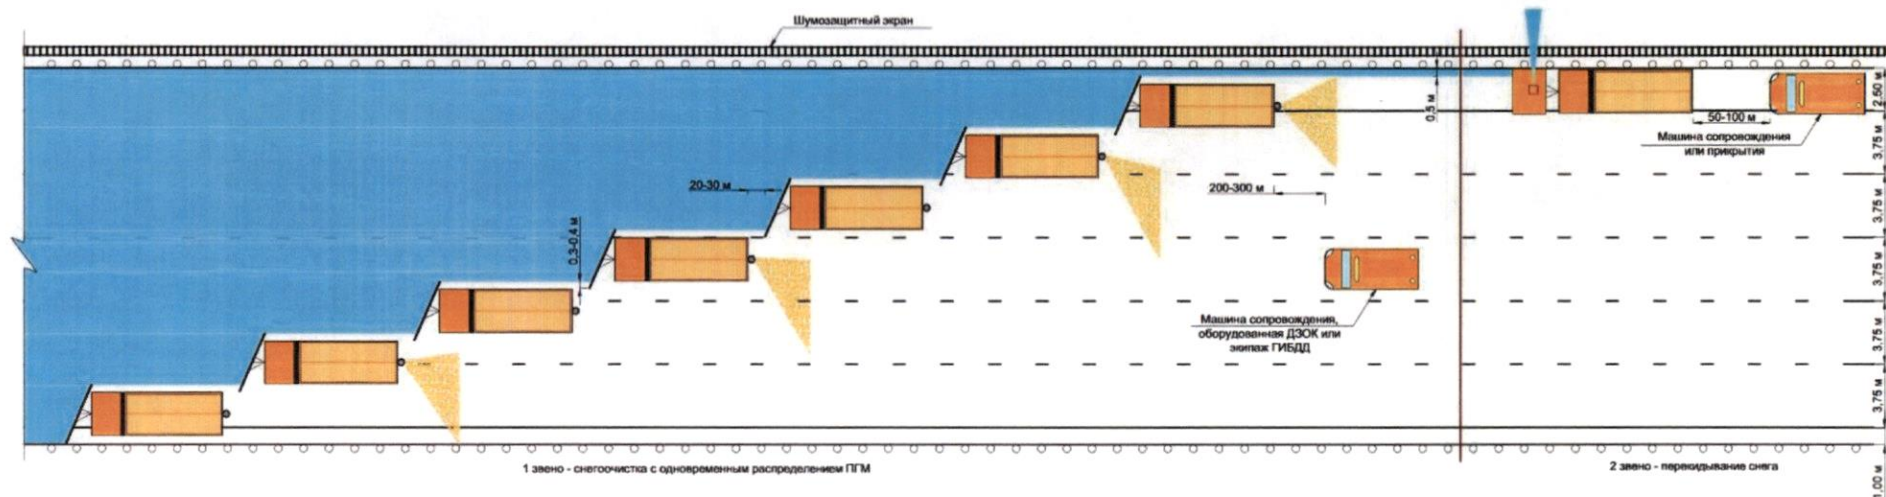 Шумозащитный экран
0,5 м
2.50 м
50-100 м
Машина сопровождения
или прикрытия
3,75 м
20-30 м
200-300 м
3,75 м
0,3-0,4 м
3,75 м
Машина сопровождения,
оборудованная ДЗОК или
экипаж ГИБДД
3,75 м
3,75 м
1 звено - снегоочистка с одновременным распределением ПГМ
2 звено - перекидывание снега
1,00 м